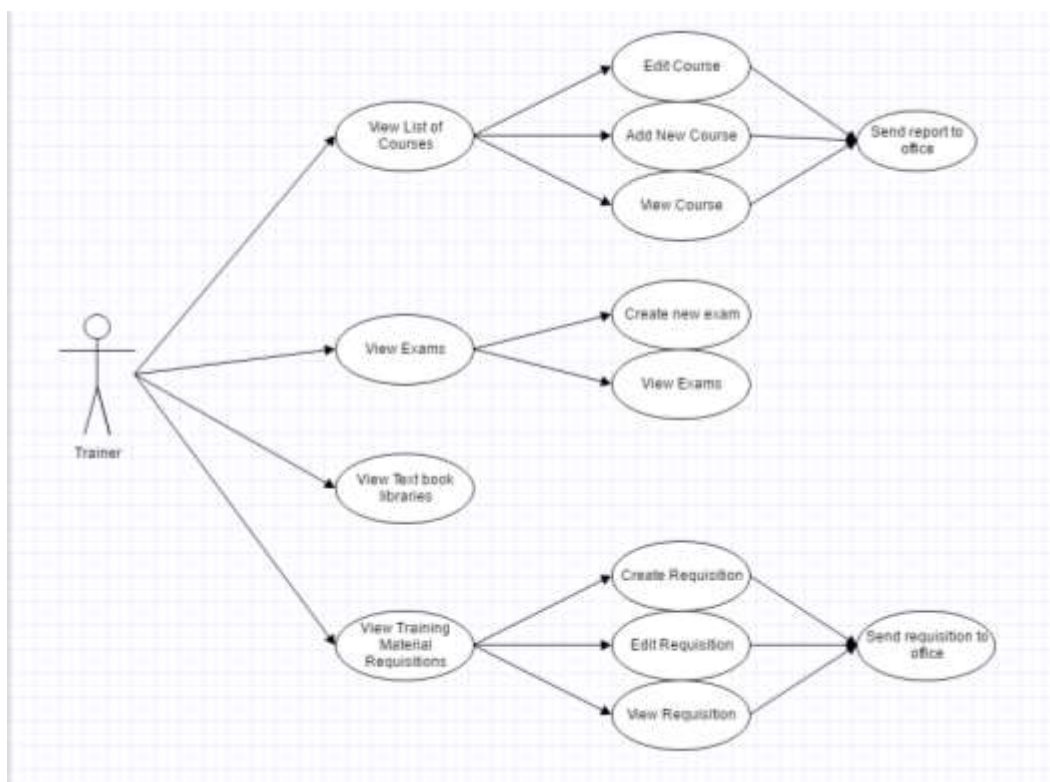 Edit Course
View List of
Courses
Add New Course
Send report to
office
View Course
Create new exam
View Exams
View Exams
Trainer
View Text book
libraries
Create Requisition
View Training
Material
Requisitions
Edit Requisition
Send requisition to
office
View Requisition